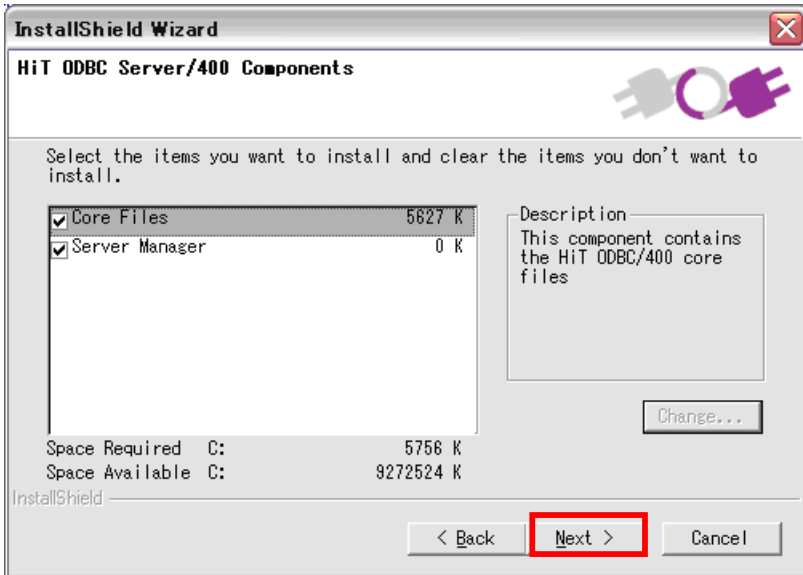 InstallShield Wizard
HiT ODBC Server/400 Components
Select the items you want to install and clear the items you don't want to
install.
Core Files 5627 K
Server Manager 0 K
Description
This component contains
the HiT ODBC/400 core
files
Change...
Space Required C: 5756 K
Space Available C: 9272524 K
InstallShield
< Back Next > Cancel